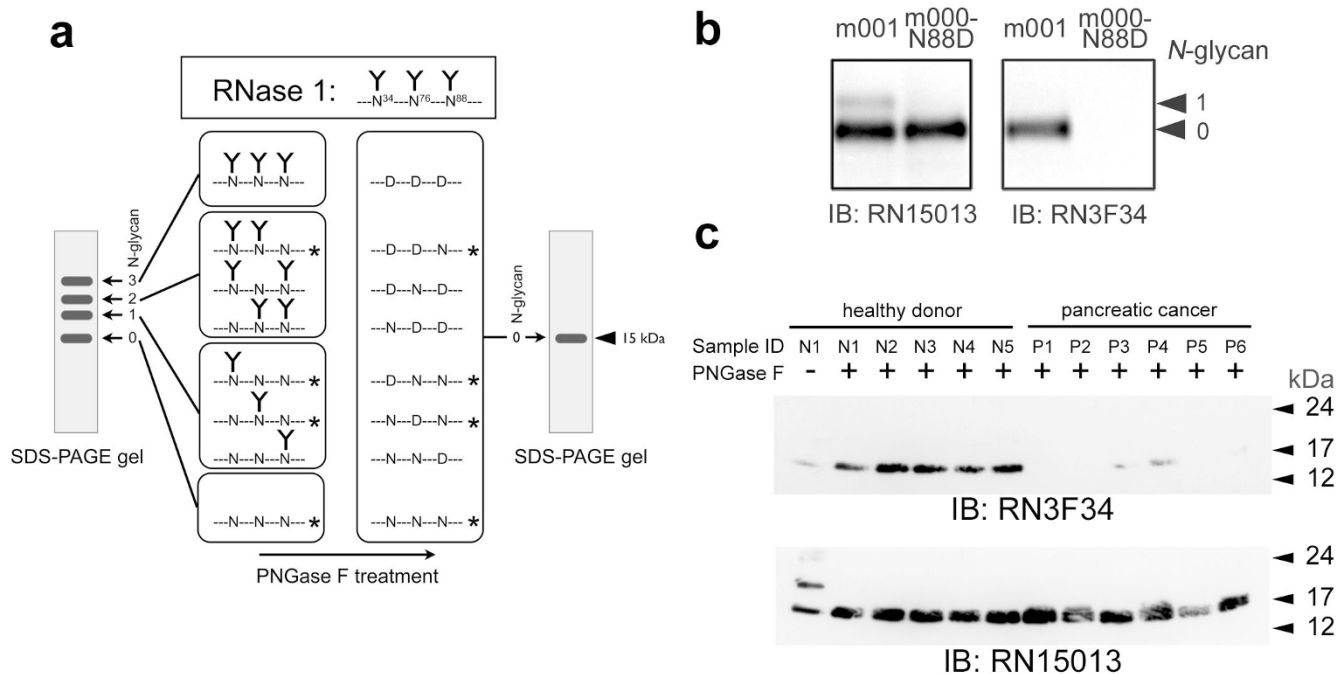 a
RNase 1:
Y Y Y
---N34---N76---N88---
Y Y Y
---N---N---N---
Y Y
---N---N---N--- *
Y Y
---N---N---N---
Y Y
---N---N---N---
Y
---N---N---N--- *
Y
---N---N---N--- *
Y
---N---N---N---
---N---N---N--- *
---D---D---D---
---D---D---N--- *
---D---N---D---
---N---D---D---
---D---N---N--- *
---N---D---N--- *
---N---N---D---
---N---N---N--- *
N-glycan
3
2
1
0
SDS-PAGE gel
N-glycan
0
15 kDa
SDS-PAGE gel
PNGase F treatment
b
m001 m000-N88D m001 m000-N88D
N-glycan
1
0
IB: RN15013 IB: RN3F34
c
healthy donor pancreatic cancer
Sample ID N1 N1 N2 N3 N4 N5 P1 P2 P3 P4 P5 P6
PNGase F - + + + + + + + + + + +
kDa
24
17
12
IB: RN3F34
24
17
12
IB: RN15013